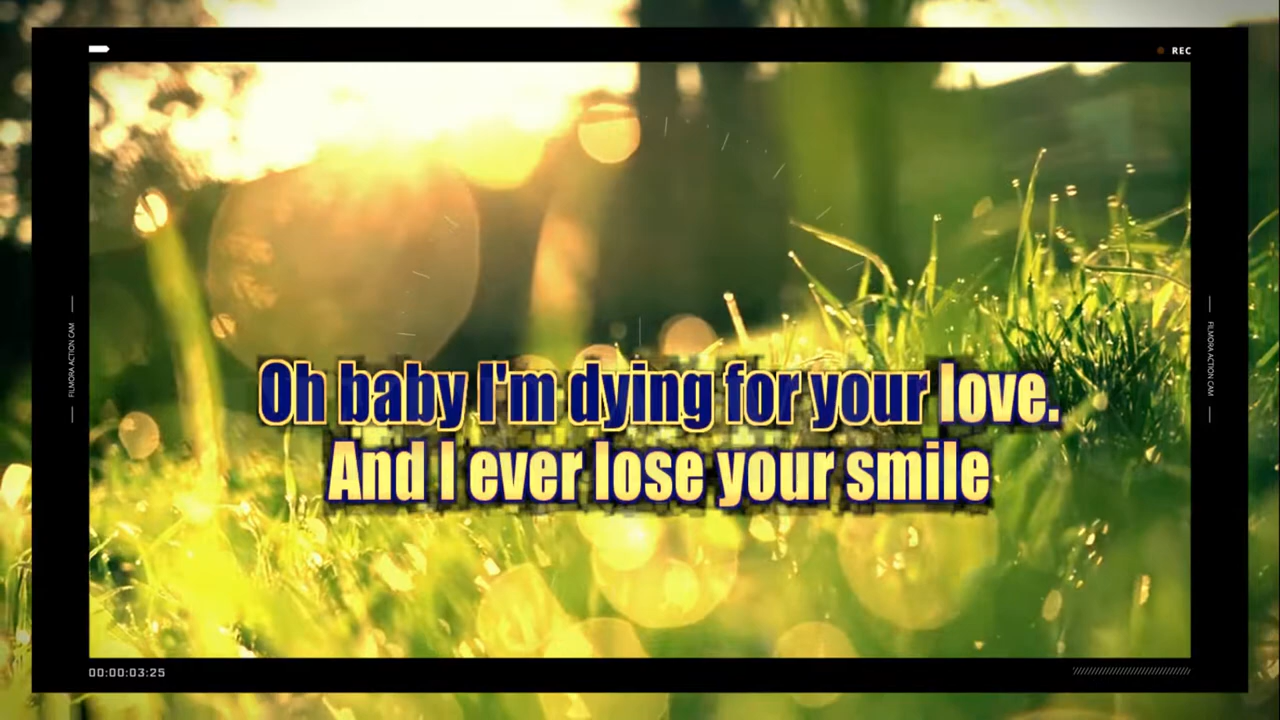 REC
FILMORA ACTION CAM
FILMORA ACTION CAM
Oh baby I'm dying for your love.
And I ever lose your smile
00:00:03:25